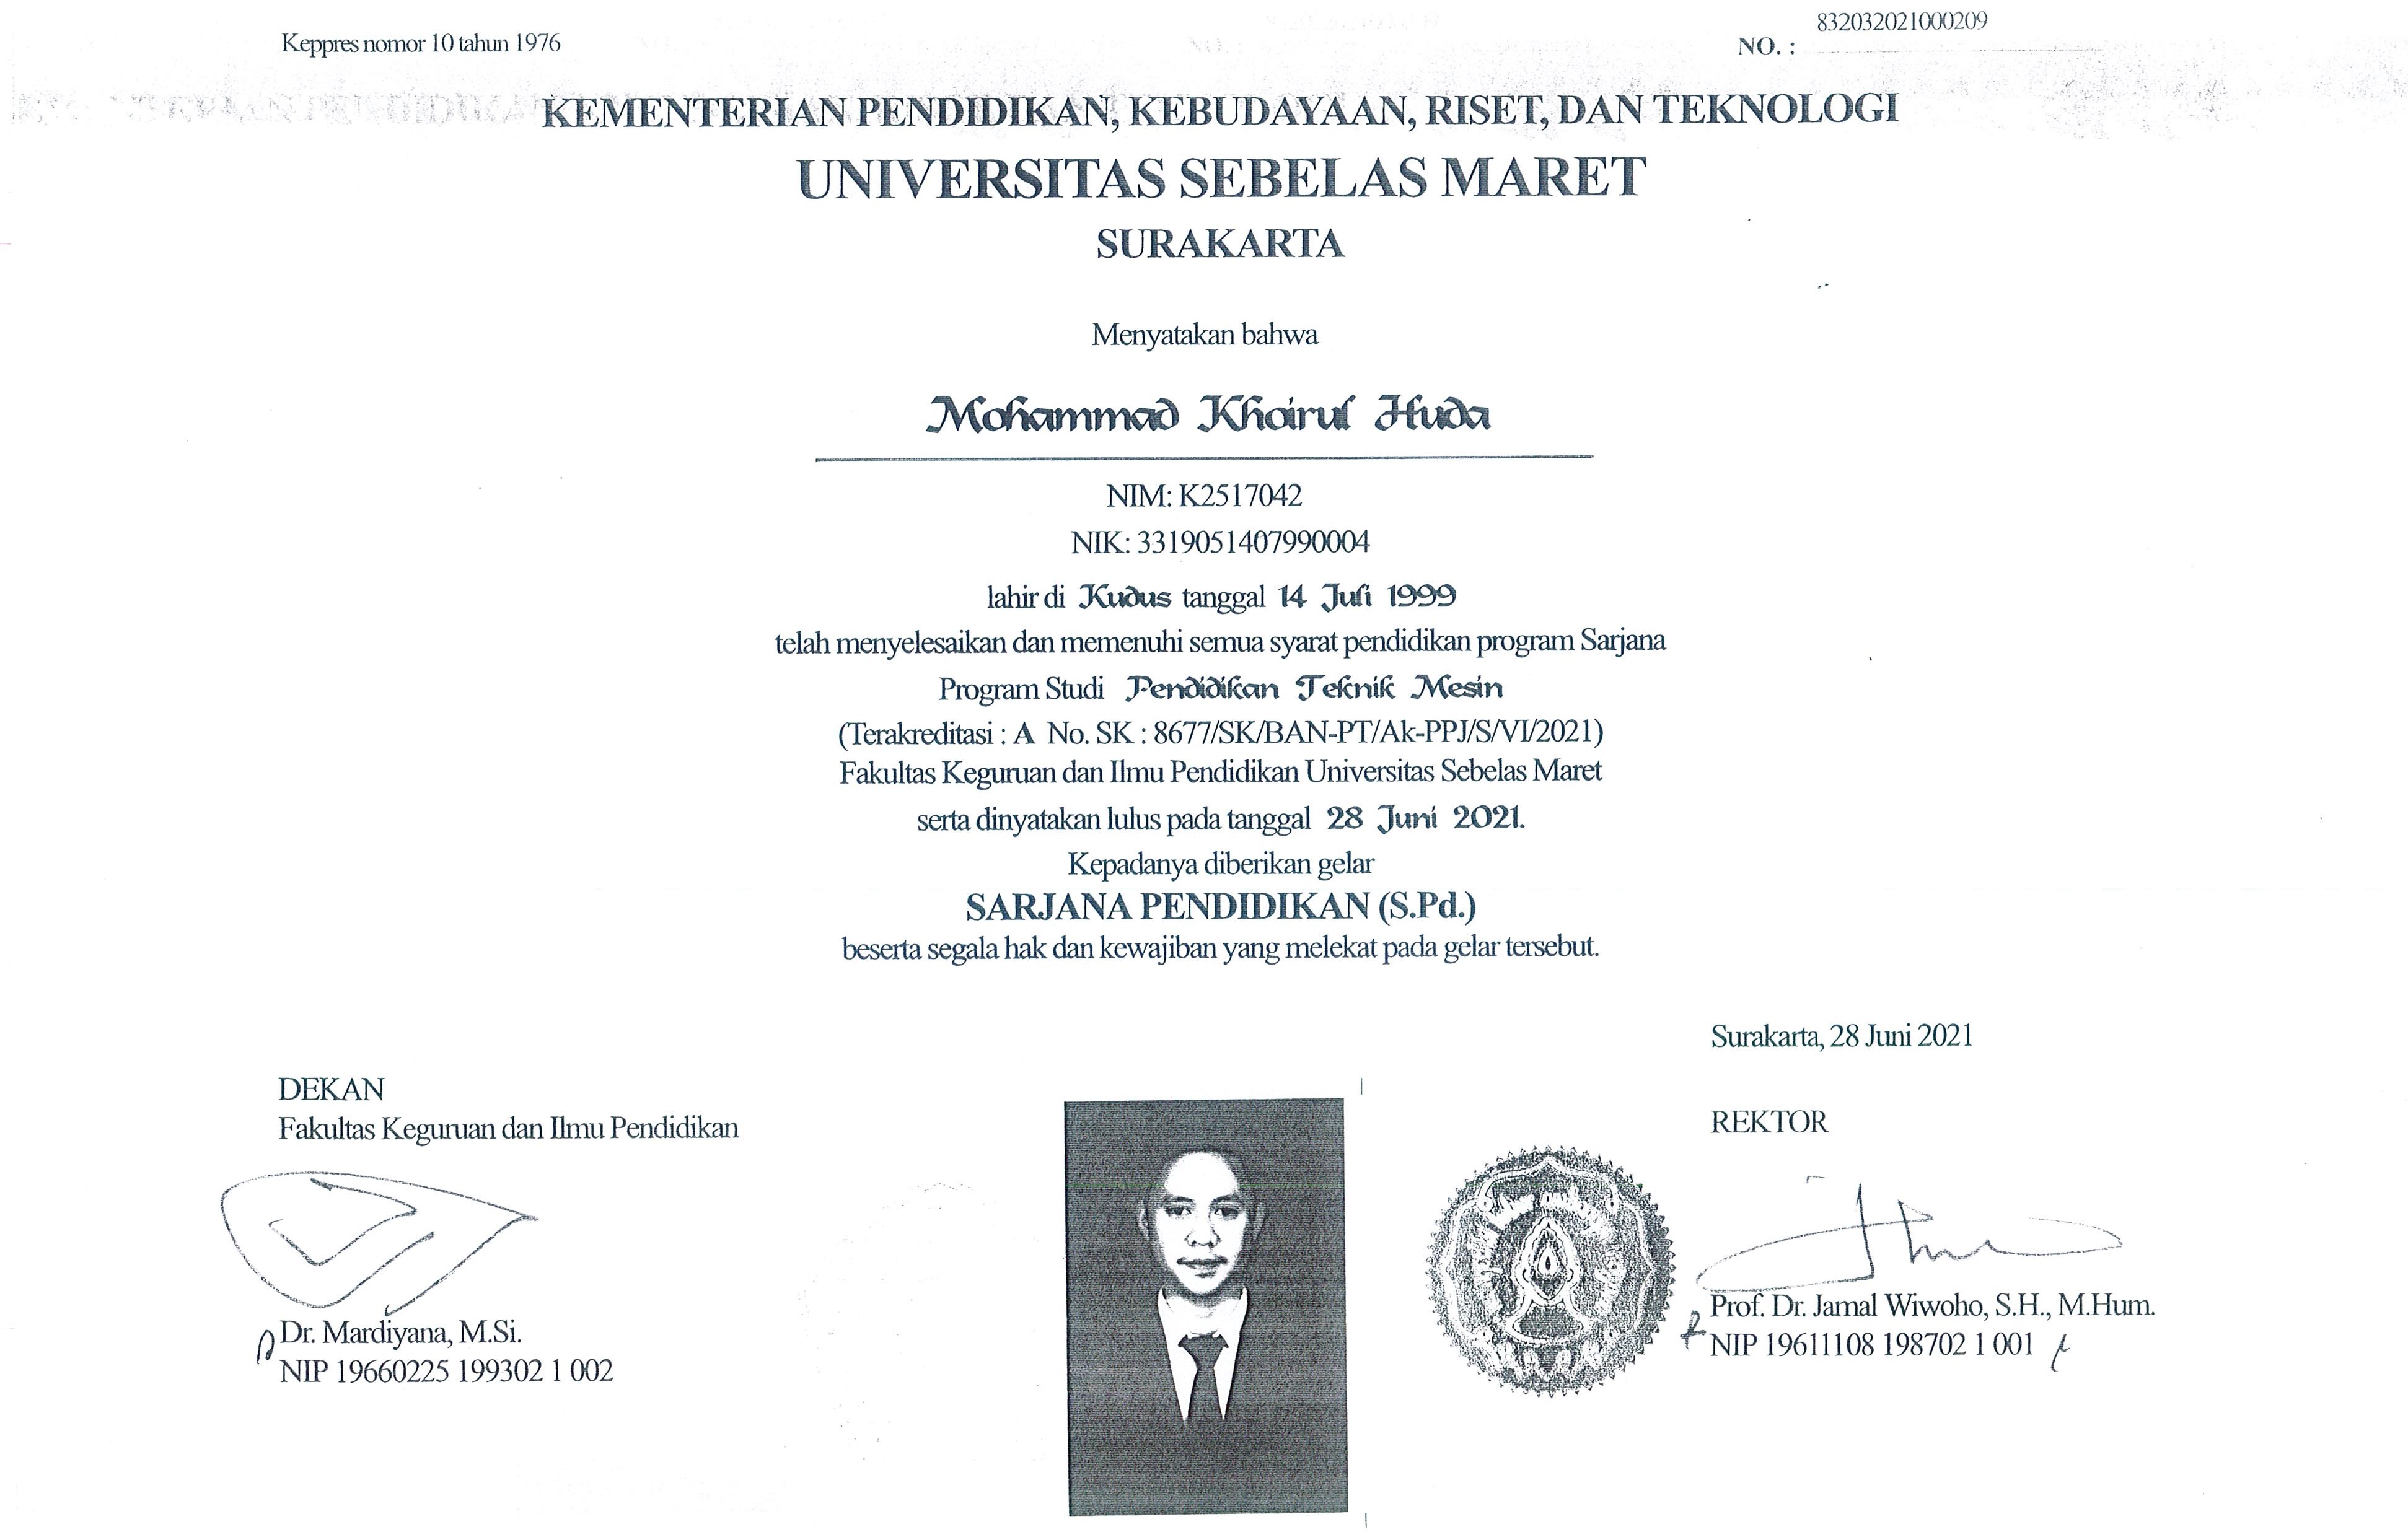 Keppres nomor 10 tahun 1976
NO. : 832032021000209
KEMENTERIAN PENDIDIKAN, KEBUDAYAAN, RISET, DAN TEKNOLOGI
UNIVERSITAS SEBELAS MARET
SURAKARTA
Menyatakan bahwa
Mohammad Khoirul Huda
NIM: K2517042
NIK: 3319051407990004
lahir di Kudus tanggal 14 Juli 1999
telah menyelesaikan dan memenuhi semua syarat pendidikan program Sarjana
Program Studi Pendidikan Teknik Mesin
(Terakreditasi : A No. SK : 8677/SK/BAN-PT/Ak-PPJ/S/VI/2021)
Fakultas Keguruan dan Ilmu Pendidikan Universitas Sebelas Maret
serta dinyatakan lulus pada tanggal 28 Juni 2021.
Kepadanya diberikan gelar
SARJANA PENDIDIKAN (S.Pd.)
beserta segala hak dan kewajiban yang melekat pada gelar tersebut.
Surakarta, 28 Juni 2021
DEKAN
Fakultas Keguruan dan Ilmu Pendidikan
Dr. Mardiyana, M.Si.
NIP 19660225 199302 1 002
REKTOR
Prof. Dr. Jamal Wiwoho, S.H., M.Hum.
NIP 19611108 198702 1 001